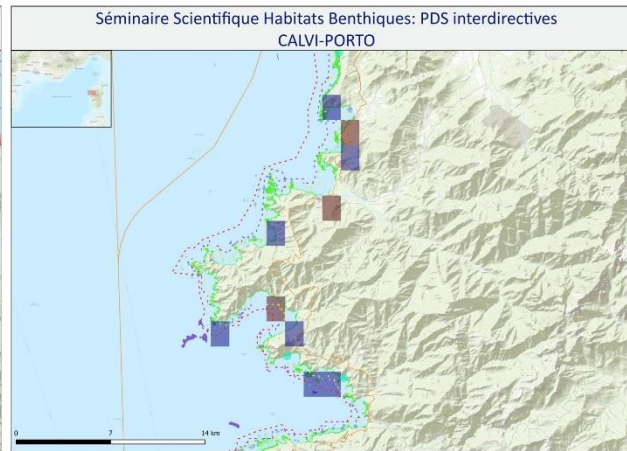 Séminaire Scientifique Habitats Benthiques: PDS interdirectives
CALVI-PORTO
0 7 14 km